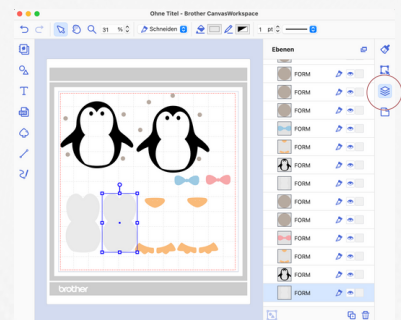 Ohne Titel - Brother CanvasWorkspace
31 % Schneiden 1 pt
Ebenen
FORM
FORM
FORM
FORM
FORM
FORM
FORM
FORM
FORM
FORM
FORM
FORM
FORM
brother